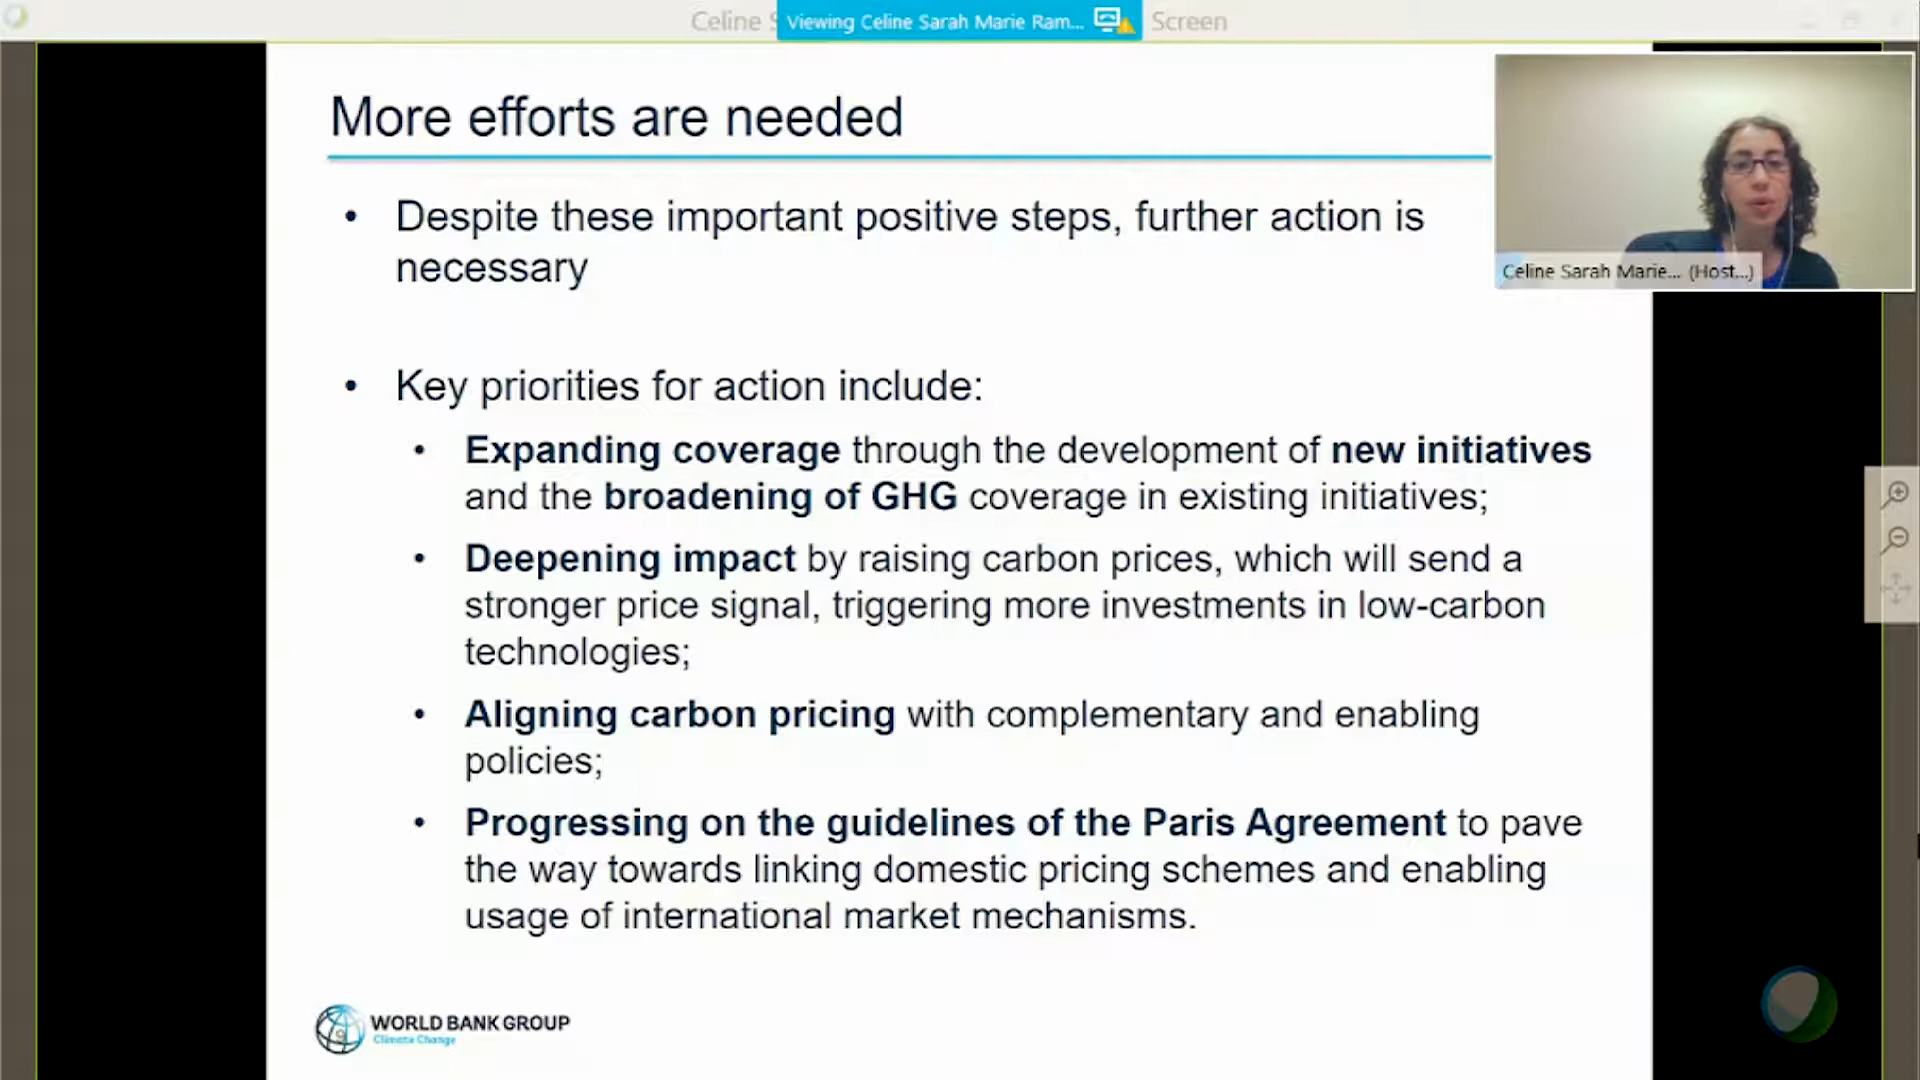 Celine S
Viewing Celine Sarah Marie Ram...
Screen
More efforts are needed
Celine Sarah Marie... (Host...)
• Despite these important positive steps, further action is
necessary
• Key priorities for action include:
• Expanding coverage through the development of new initiatives
and the broadening of GHG coverage in existing initiatives;
• Deepening impact by raising carbon prices, which will send a
stronger price signal, triggering more investments in low-carbon
technologies;
• Aligning carbon pricing with complementary and enabling
policies;
• Progressing on the guidelines of the Paris Agreement to pave
the way towards linking domestic pricing schemes and enabling
usage of international market mechanisms.
9
WORLD BANK GROUP
Climate Change